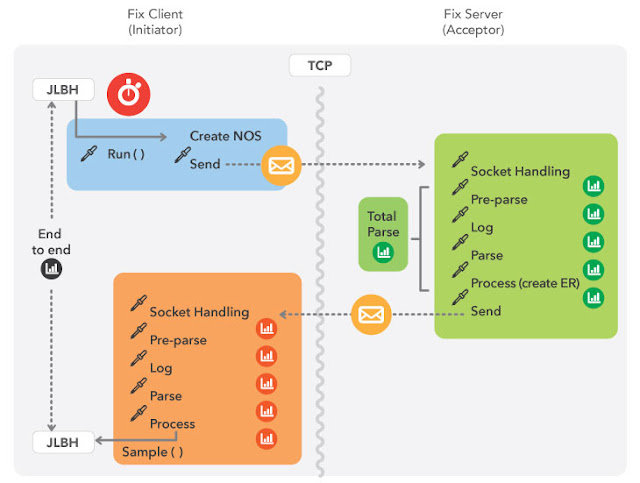 Fix Client
(Initiator)
Fix Server
(Acceptor)
TCP
JLBH
Create NOS
Run ( )
Send
Socket Handling
Pre-parse
Log
Parse
Process (create ER)
Send
Total
Parse
End
to end
Socket Handling
Pre-parse
Log
Parse
Process
Sample ( )
JLBH